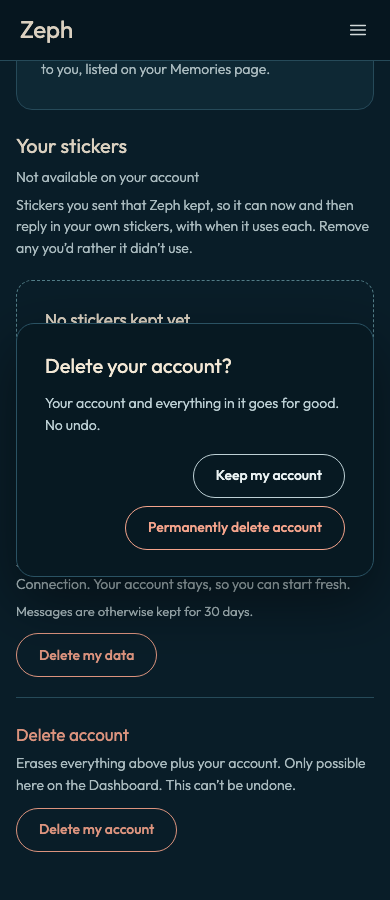 Zeph
to you, listed on your Memories page.
Your stickers
Not available on your account
Stickers you sent that Zeph kept, so it can now and then
reply in your own stickers, with when it uses each. Remove
any you’d rather it didn’t use.
No stickers kept yet
Delete your account?
Your account and everything in it goes for good.
No undo.
Keep my account
Permanently delete account
Connection. Your account stays, so you can start fresh.
Messages are otherwise kept for 30 days.
Delete my data
Delete account
Erases everything above plus your account. Only possible
here on the Dashboard. This can’t be undone.
Delete my account